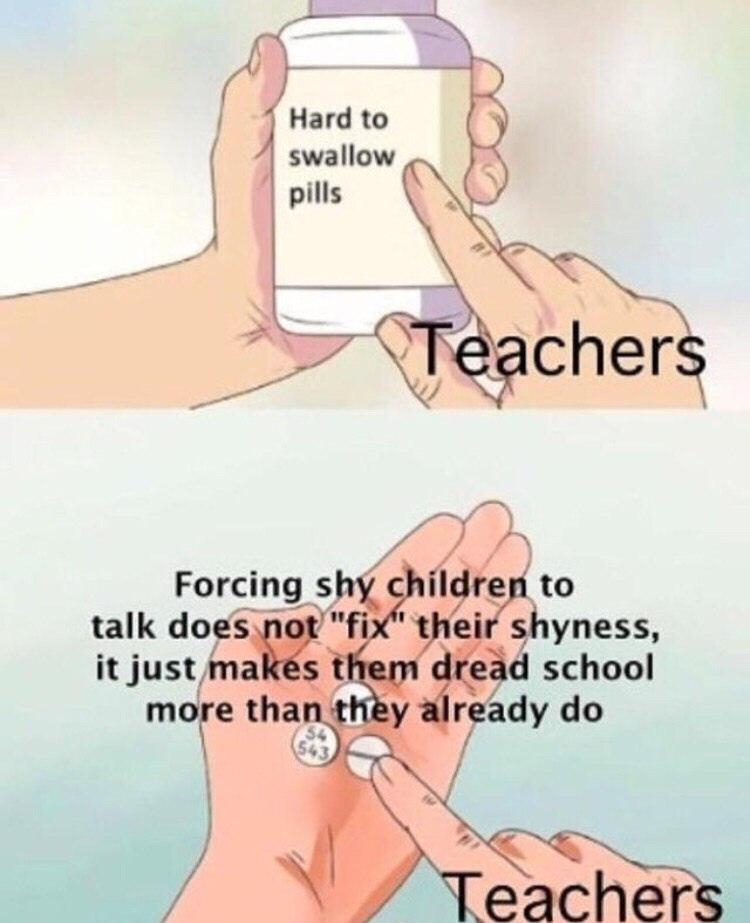 Hard to
swallow
pills
Teachers
Forcing shy children to
talk does not "fix" their shyness,
it just makes them dread school
more than they already do
54
543
Teachers